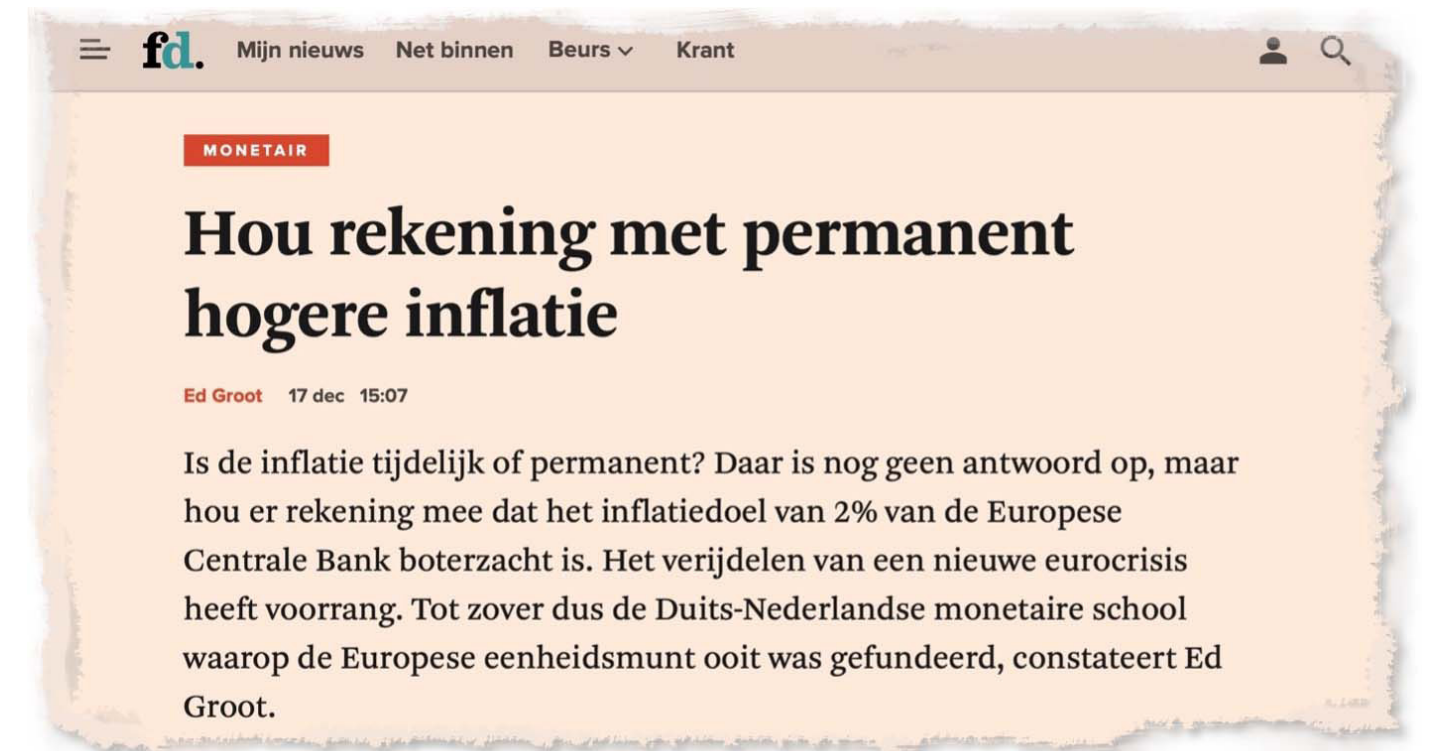 fd. Mijn nieuws Net binnen Beurs Krant
MONETAIR
Hou rekening met permanent
hogere inflatie
Ed Groot 17 dec 15:07
Is de inflatie tijdelijk of permanent? Daar is nog geen antwoord op, maar
hou er rekening mee dat het inflatiedoel van 2% van de Europese
Centrale Bank boterzacht is. Het verijdelen van een nieuwe eurocrisis
heeft voorrang. Tot zover dus de Duits-Nederlandse monetaire school
waarop de Europese eenheidsmunt ooit was gefundeerd, constateert Ed
Groot.